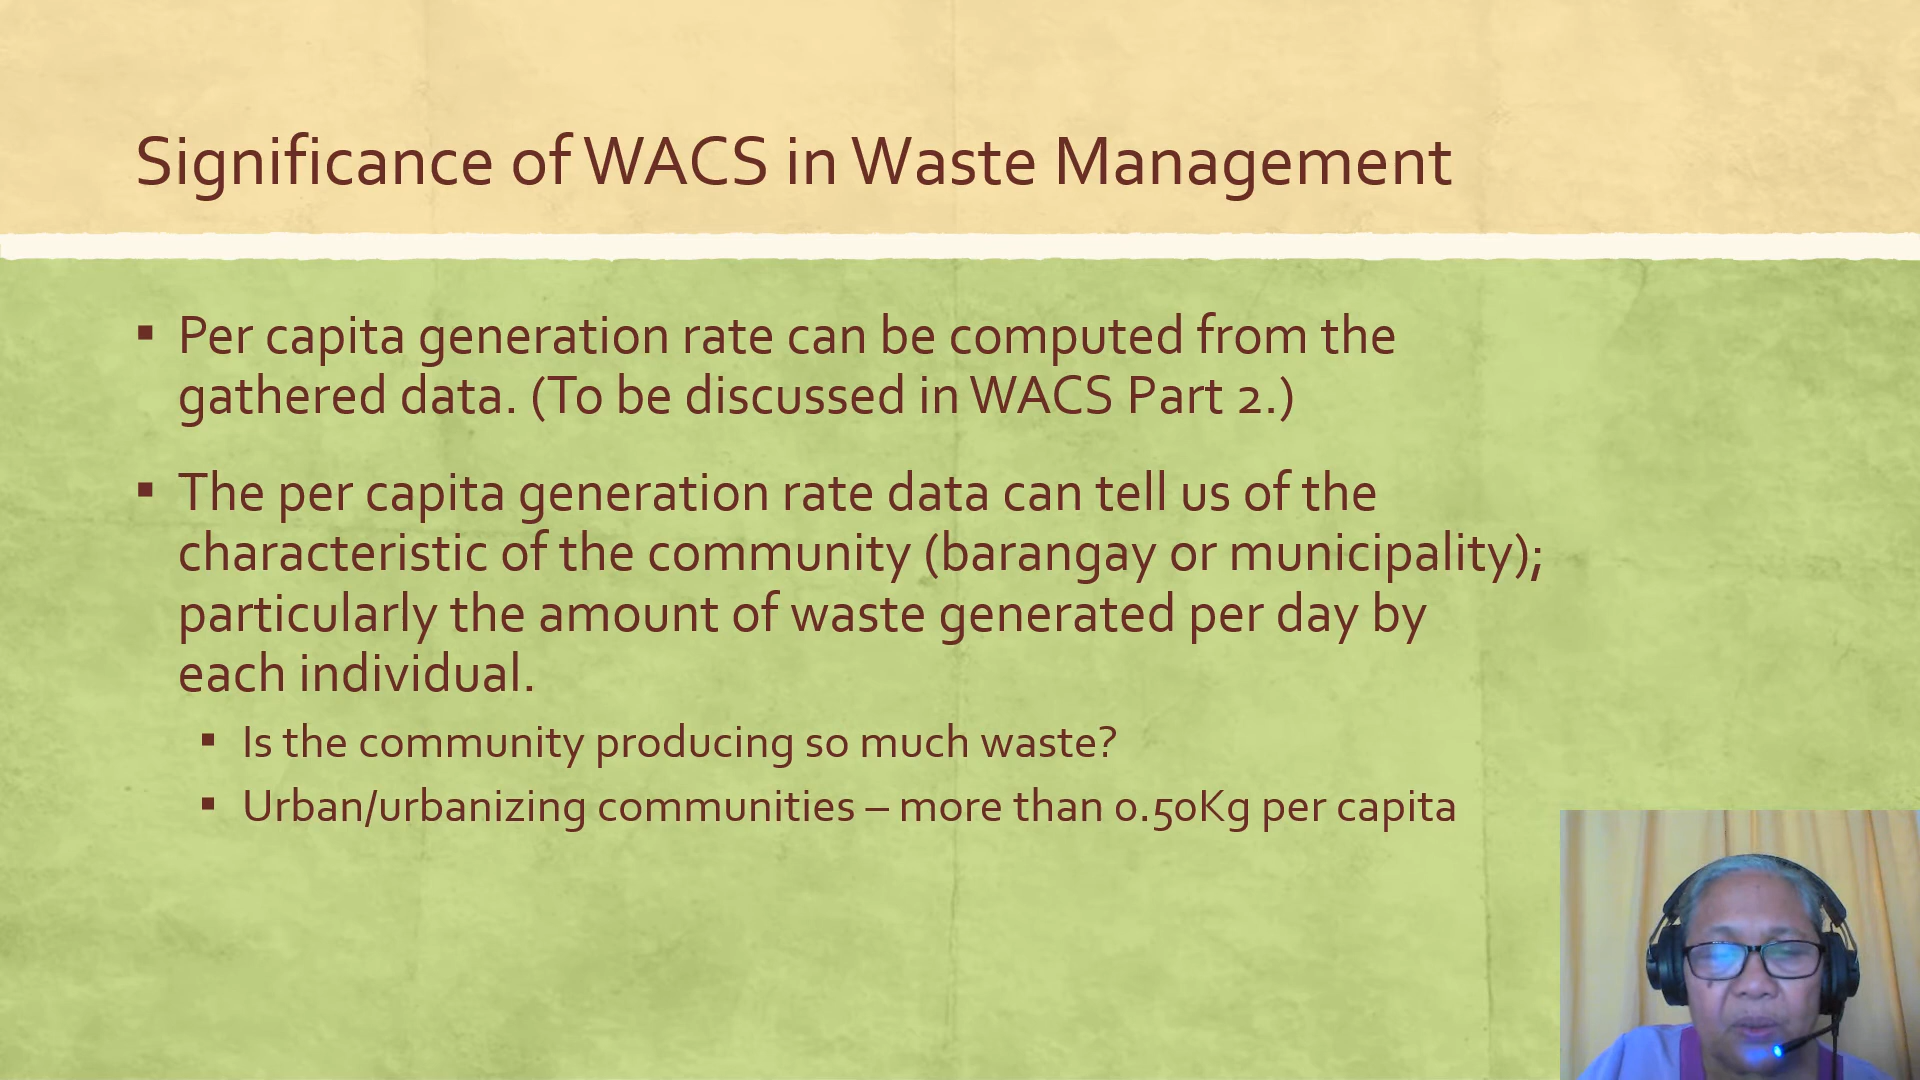 Significance of WACS in Waste Management
▪ Per capita generation rate can be computed from the
gathered data. (To be discussed in WACS Part 2.)
▪ The per capita generation rate data can tell us of the
characteristic of the community (barangay or municipality);
particularly the amount of waste generated per day by
each individual.
▪ Is the community producing so much waste?
▪ Urban/urbanizing communities – more than 0.50Kg per capita